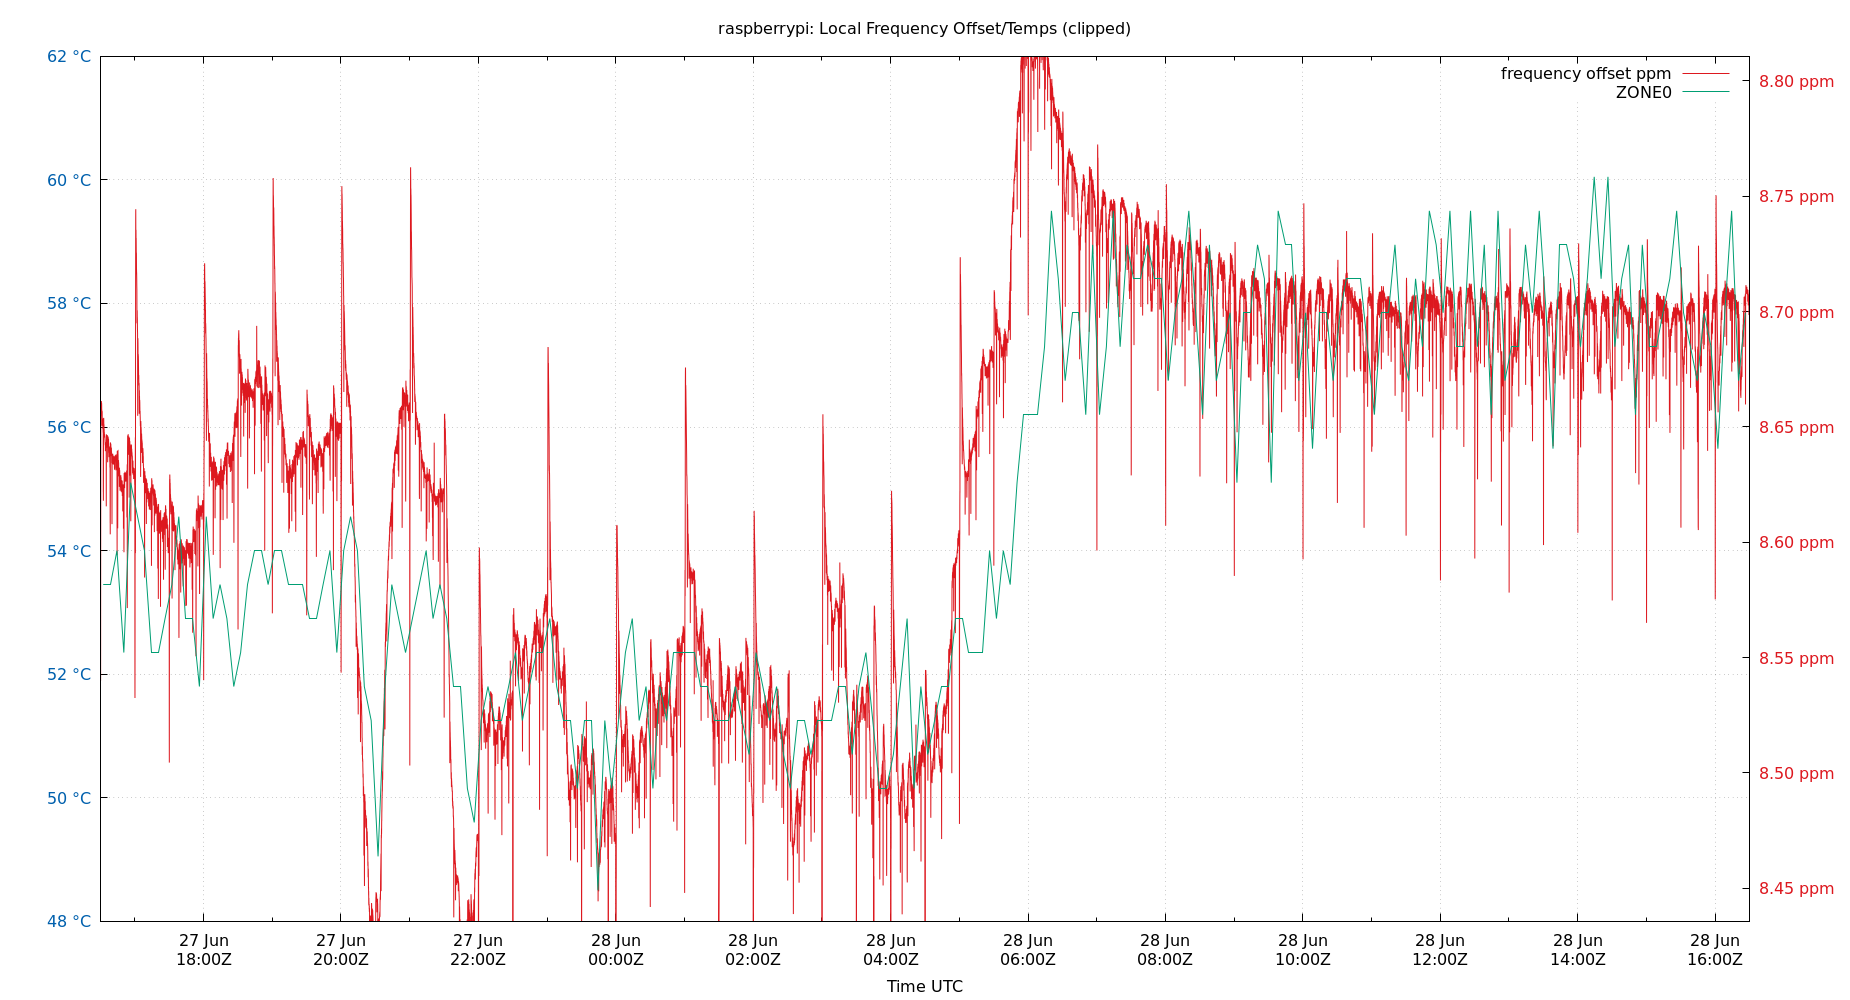 raspberrypi: Local Frequency Offset/Temps (clipped)
frequency offset ppm
ZONE0
62 °C
60 °C
58 °C
56 °C
54 °C
52 °C
50 °C
48 °C
8.80 ppm
8.75 ppm
8.70 ppm
8.65 ppm
8.60 ppm
8.55 ppm
8.50 ppm
8.45 ppm
27 Jun 27 Jun 27 Jun 28 Jun 28 Jun 28 Jun 28 Jun 28 Jun 28 Jun 28 Jun 28 Jun 28 Jun
18:00Z 20:00Z 22:00Z 00:00Z 02:00Z 04:00Z 06:00Z 08:00Z 10:00Z 12:00Z 14:00Z 16:00Z
Time UTC